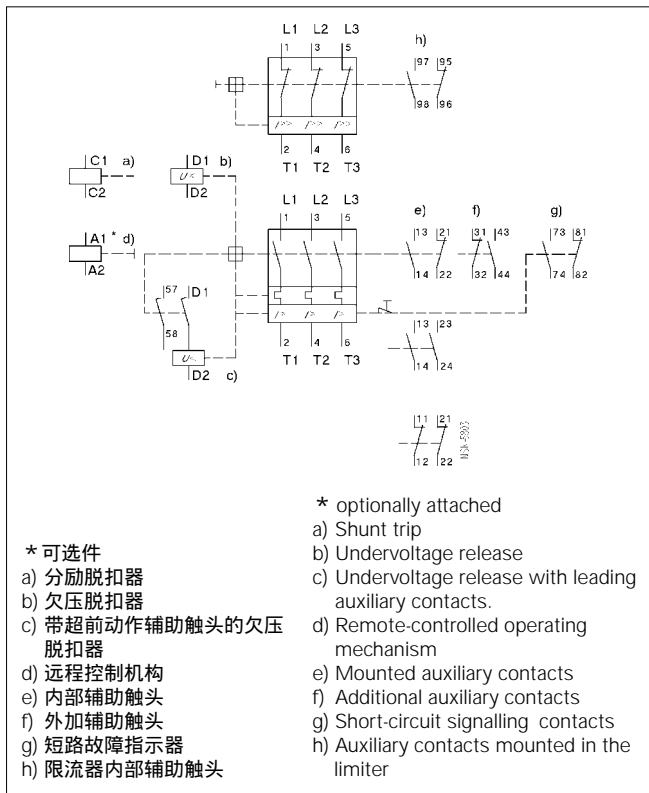 L1 L2 L3
1 3 5
h)
97 95
98 96
I>> I>> I>>
2 4 6
T1 T2 T3
C1 a)
C2
D1 b)
U<
D2
L1 L2 L3
1 3 5
e) f) g)
A1 * d)
A2
13 21
14 22
31 43
32 44
73 81
74 82
57 D1
58
U<
D2 c)
I> I> I>
2 4 6
T1 T2 T3
13 23
14 24
11 21
12 22
* 可选件
a) 分励脱扣器
b) 欠压脱扣器
c) 带超前动作辅助触头的欠压
脱扣器
d) 远程控制机构
e) 内部辅助触头
f) 外加辅助触头
g) 短路故障指示器
h) 限流器内部辅助触头
* optionally attached
a) Shunt trip
b) Undervoltage release
c) Undervoltage release with leading
auxiliary contacts.
d) Remote-controlled operating
mechanism
e) Mounted auxiliary contacts
f) Additional auxiliary contacts
g) Short-circuit signalling contacts
h) Auxiliary contacts mounted in the
limiter